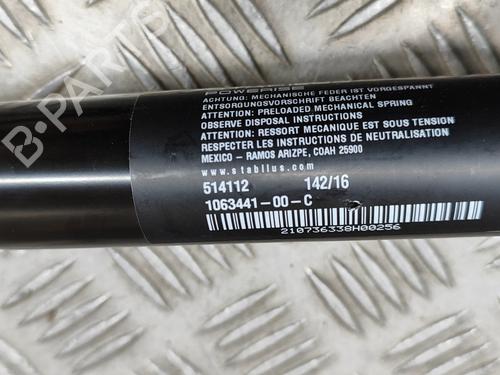 POWERISE
ACHTUNG: MECHANISCHE FEDER IST VORGESPANNT
ENTSORGUNGSVORSCHRIFT BEACHTEN
ATTENTION: PRELOADED MECHANICAL SPRING
OBSERVE DISPOSAL INSTRUCTIONS
ATTENTION: RESSORT MECANIQUE EST SOUS TENSION
RESPECTER LES INSTRUCTIONS DE NEUTRALISATION
MEXICO - RAMOS ARIZPE, COAH 25900
www.stabilus.com
514112 142/16
1063441-00-C
210736338H00256
B-PARTS